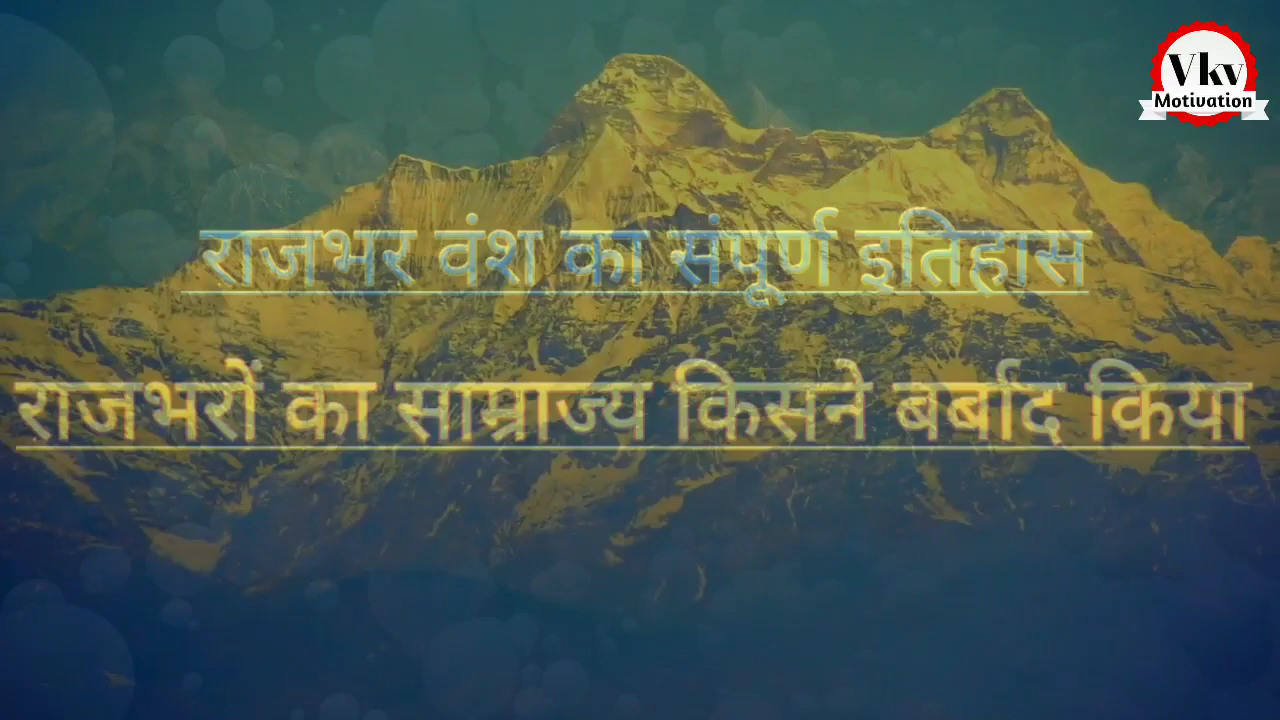 Vkv
Motivation
राजभर वंश का संपूर्ण इतिहास
राजभरों का साम्राज्य किसने बर्बाद किया